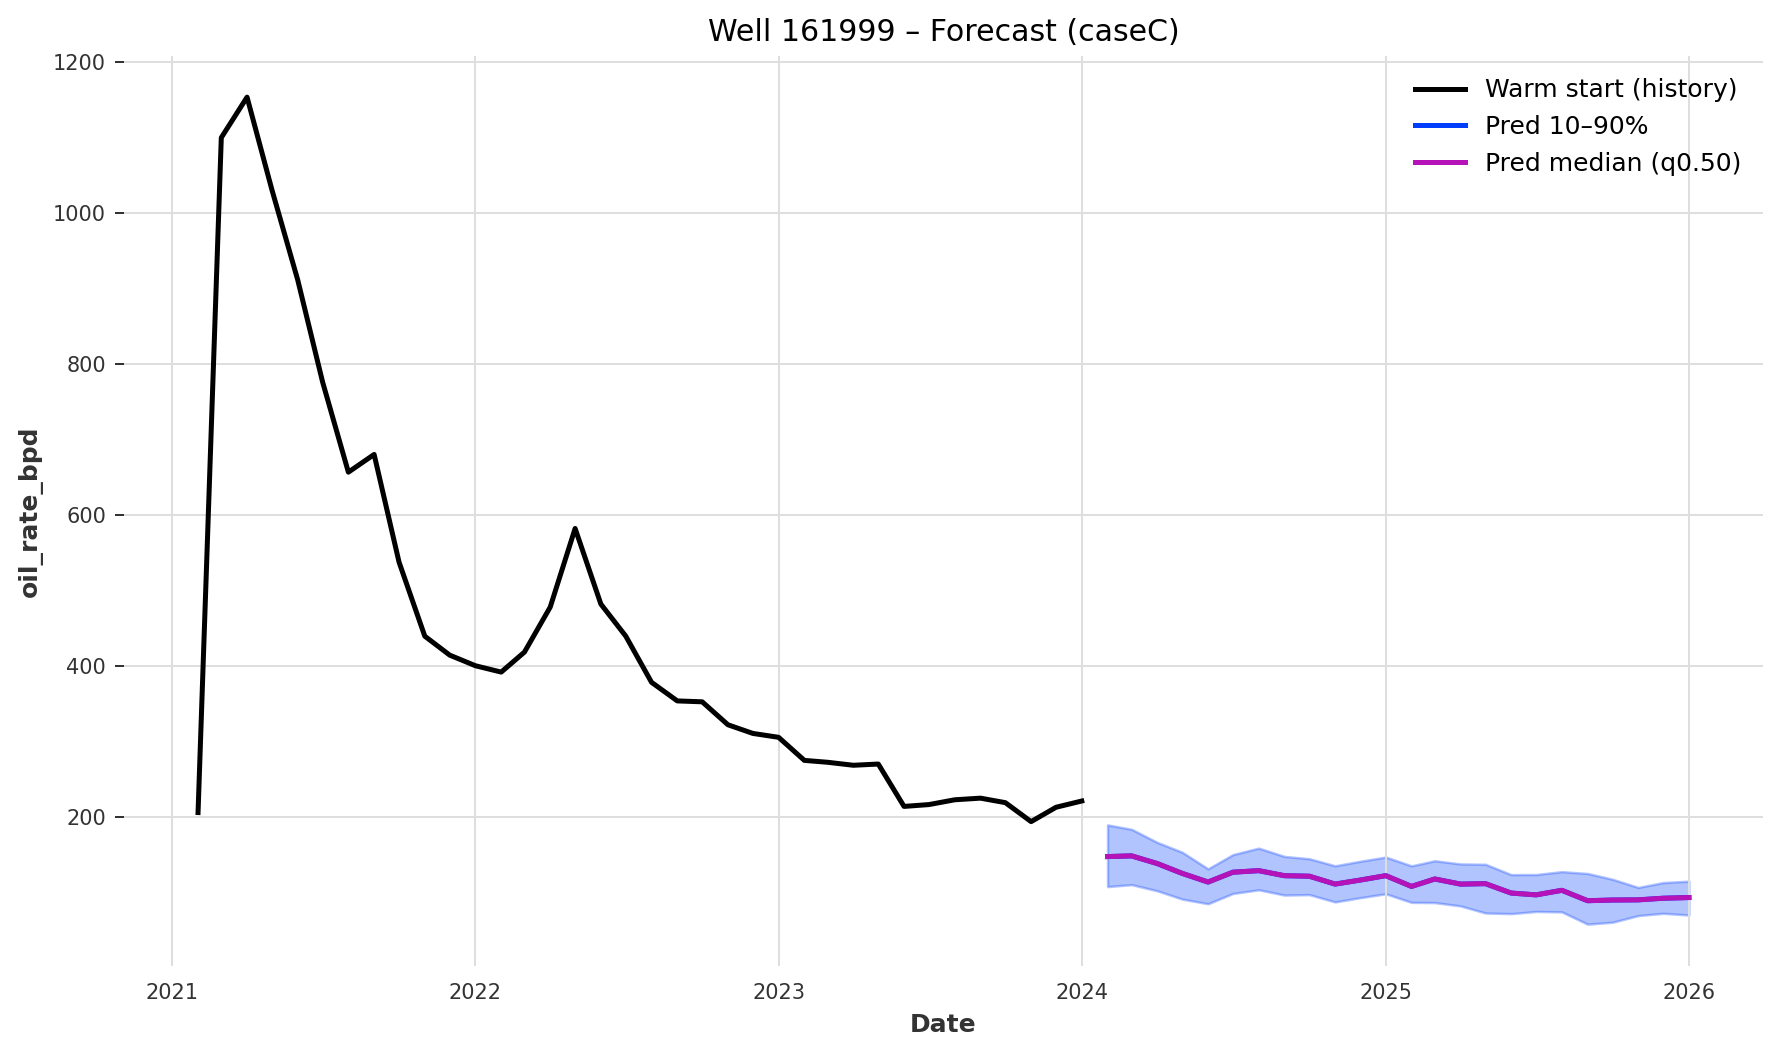 Well 161999 – Forecast (caseC)
Warm start (history)
Pred 10–90%
Pred median (q0.50)
oil_rate_bpd
1200
1000
800
600
400
200
2021 2022 2023 2024 2025 2026
Date